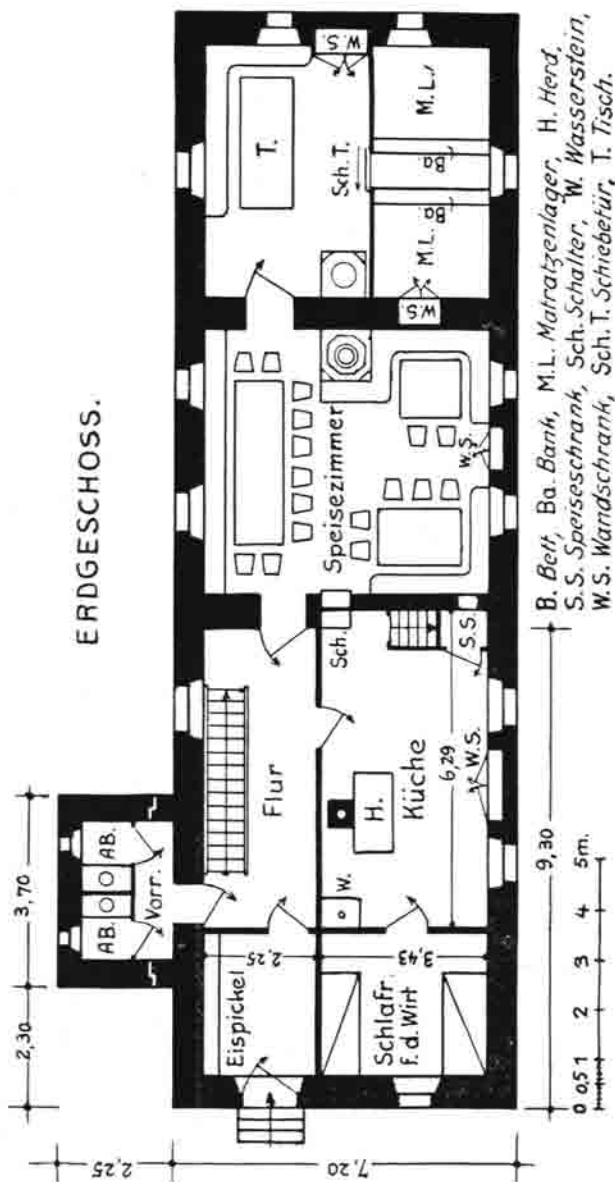 ERDGESCHOSS.
2,30
3,70
2,25
7,20
AB.
AB.
Vorr.
Eispickel
2,25
Flur
Schlafr.
f. d. Wirt
3,43
W.
H.
Küche
6,29
W.S.
S.S.
Sch.
Speisezimmer
W.S.
W.S.
T.
Sch.T.
W.S.
M.L.
Ba.
Ba.
M.L.
9,30
0 0,5 1 2 3 4 5 m.
B. Bett, Ba. Bank, M.L. Matratzenlager, H. Herd,
S.S. Speiseschrank, Sch. Schalter, W. Wasserstein,
W.S. Wandschrank, Sch.T. Schiebetür, T. Tisch.